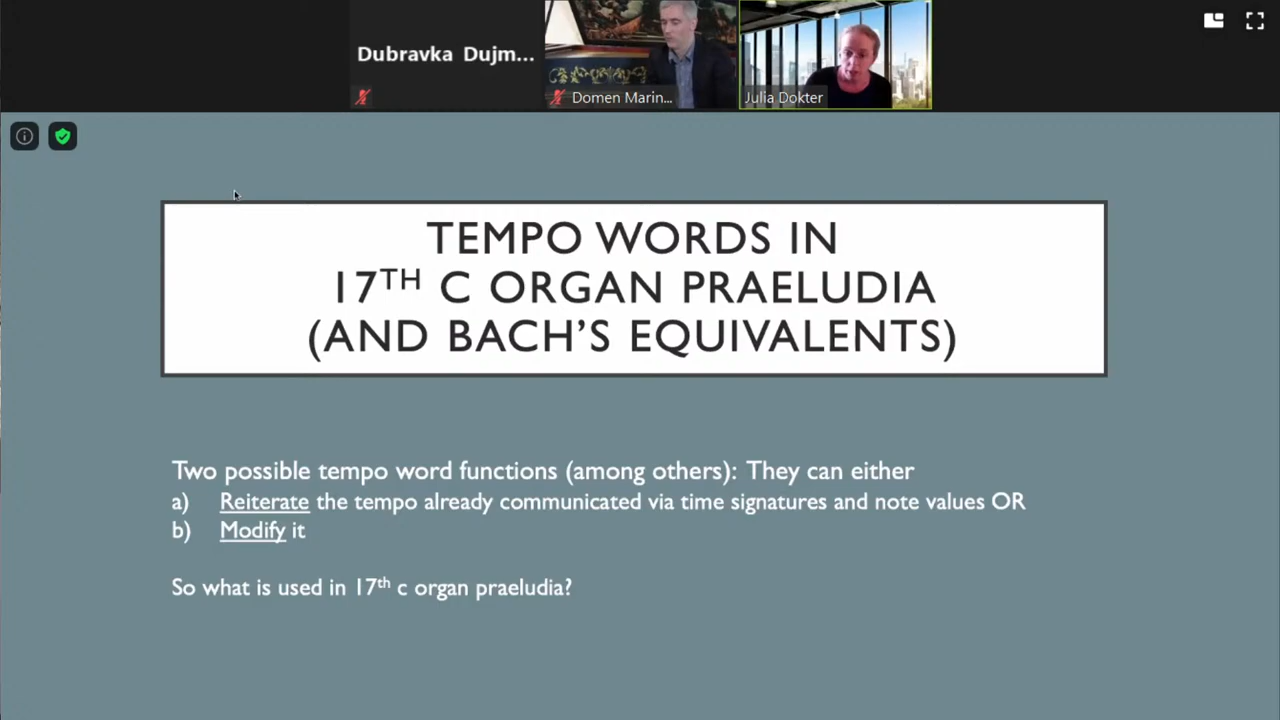 Dubravka Dujm...
Domen Marin...
Julia Dokter
TEMPO WORDS IN
17TH C ORGAN PRAELUDIA
(AND BACH'S EQUIVALENTS)
Two possible tempo word functions (among others): They can either
a) Reiterate the tempo already communicated via time signatures and note values OR
b) Modify it
So what is used in 17th c organ praeludia?